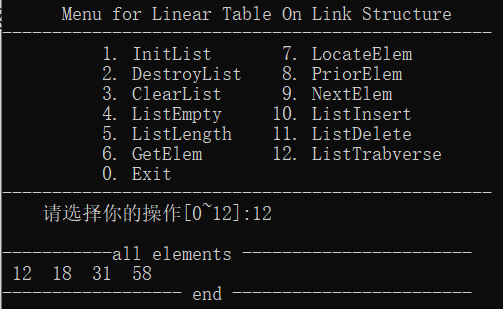 Menu for Linear Table On Link Structure
-------------------------------------------------
1. InitList 7. LocateElem
2. DestroyList 8. PriorElem
3. ClearList 9. NextElem
4. ListEmpty 10. ListInsert
5. ListLength 11. ListDelete
6. GetElem 12. ListTrabverse
0. Exit
-------------------------------------------------
请选择你的操作[0~12]:12
-----------all elements -----------------------
12 18 31 58
------------------ end ------------------------